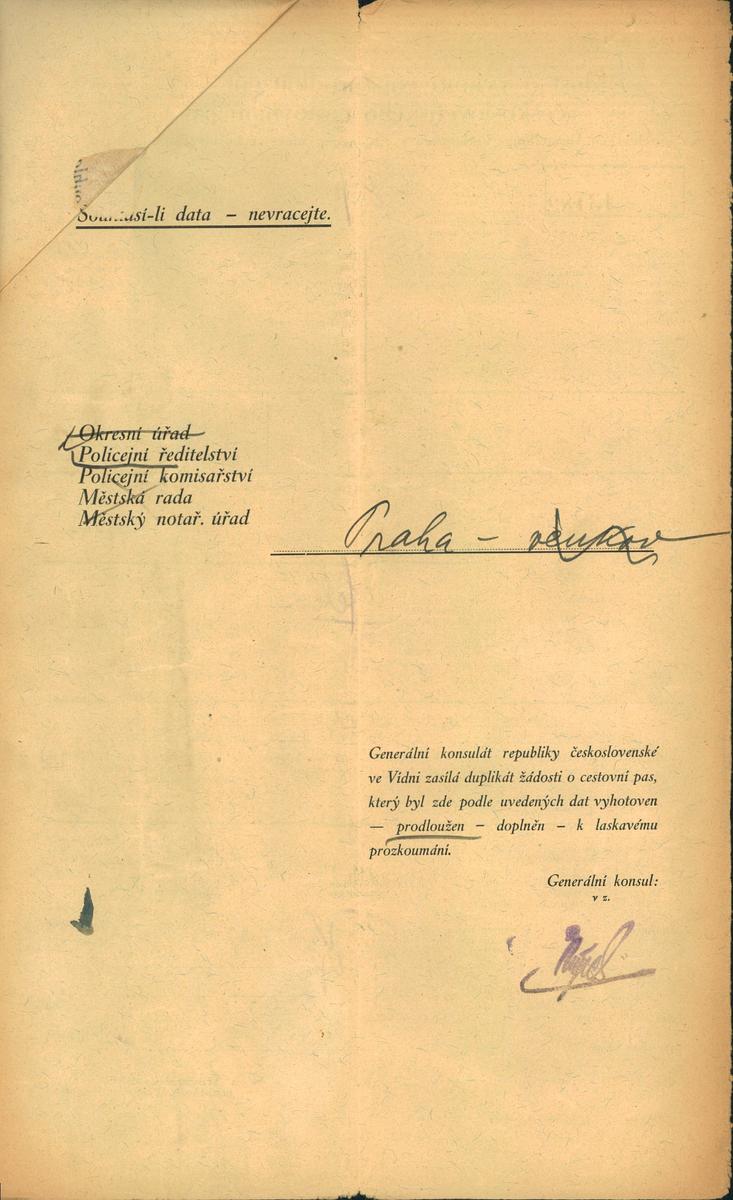 Souhlasí-li data – nevracejte.
Okresní úřad
Policejní ředitelství
Policejní komisařství
Městská rada
Městský notař. úřad
Praha – venkov
Generální konsulát republiky československé
ve Vídni zasílá duplikát žádosti o cestovní pas,
který byl zde podle uvedených dat vyhotoven
— prodloužen – doplněn – k laskavému
prozkoumání.
Generální konsul:
v z.